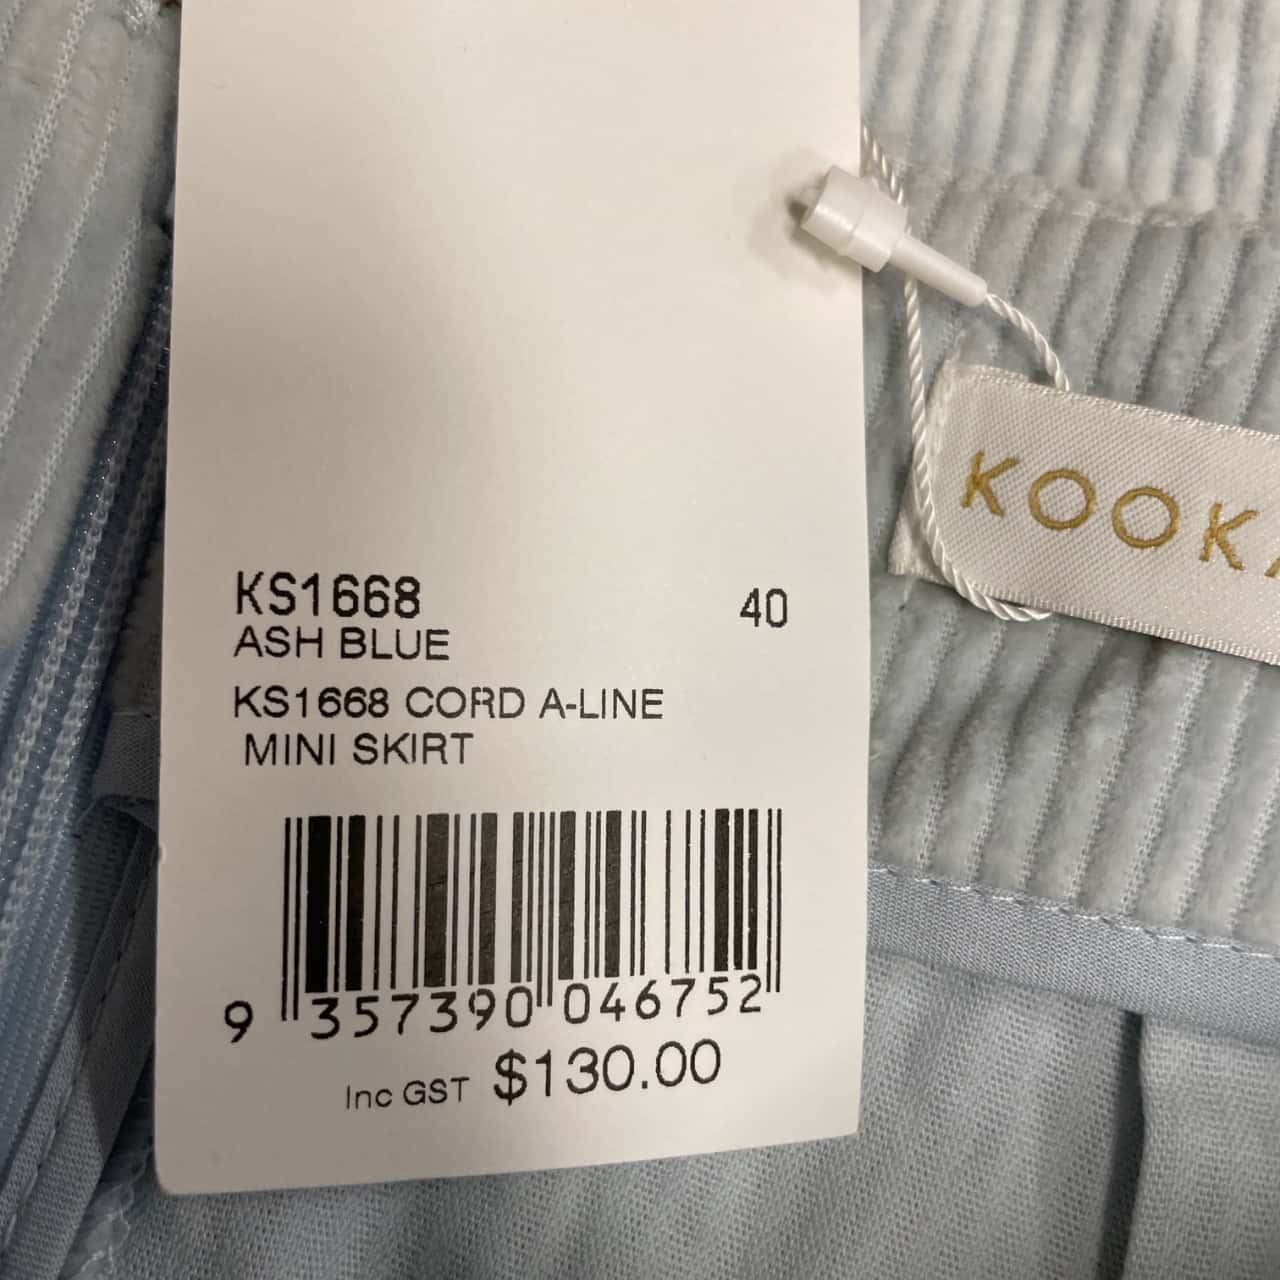 KS1668 40
ASH BLUE
KS1668 CORD A-LINE
MINI SKIRT
9 357390 046752
Inc GST $130.00
KOOKA